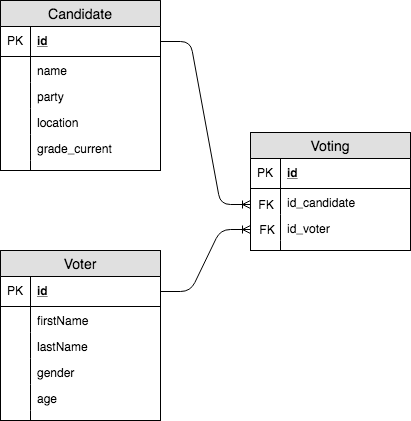 Candidate
PK id
name
party
location
grade_current
Voting
PK id
FK id_candidate
FK id_voter
Voter
PK id
firstName
lastName
gender
age